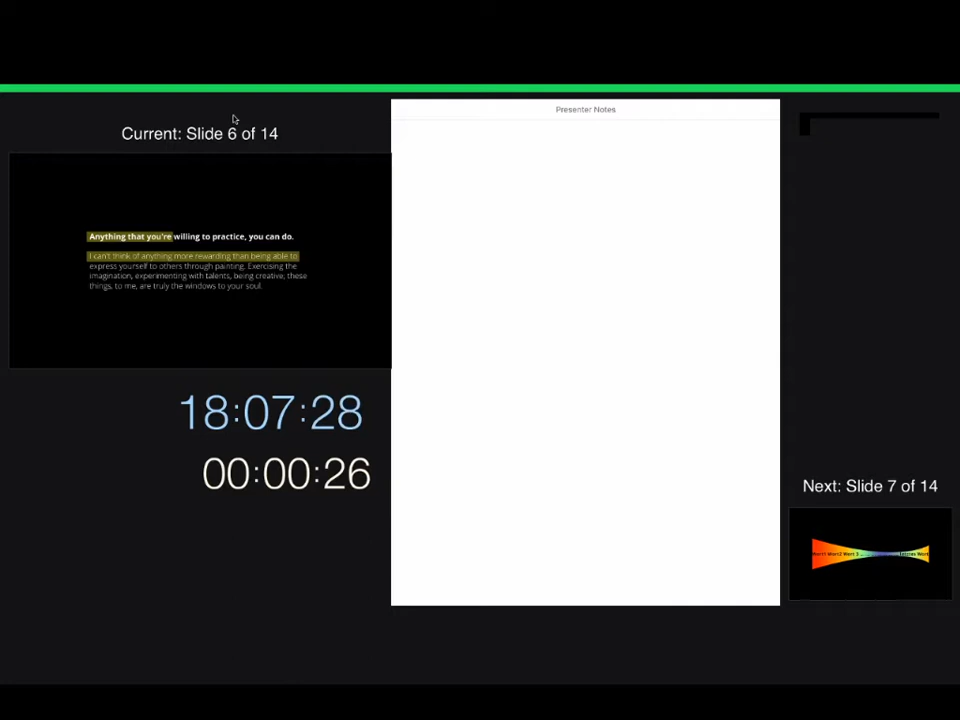 Presenter Notes
Current: Slide 6 of 14
Anything that you're willing to practice, you can do.
I can't think of anything more rewarding than being able to
express yourself to others through painting. Exercising the
imagination, experimenting with talents, being creative; these
things, to me, are truly the windows to your soul.
18:07:28
00:00:26
Next: Slide 7 of 14